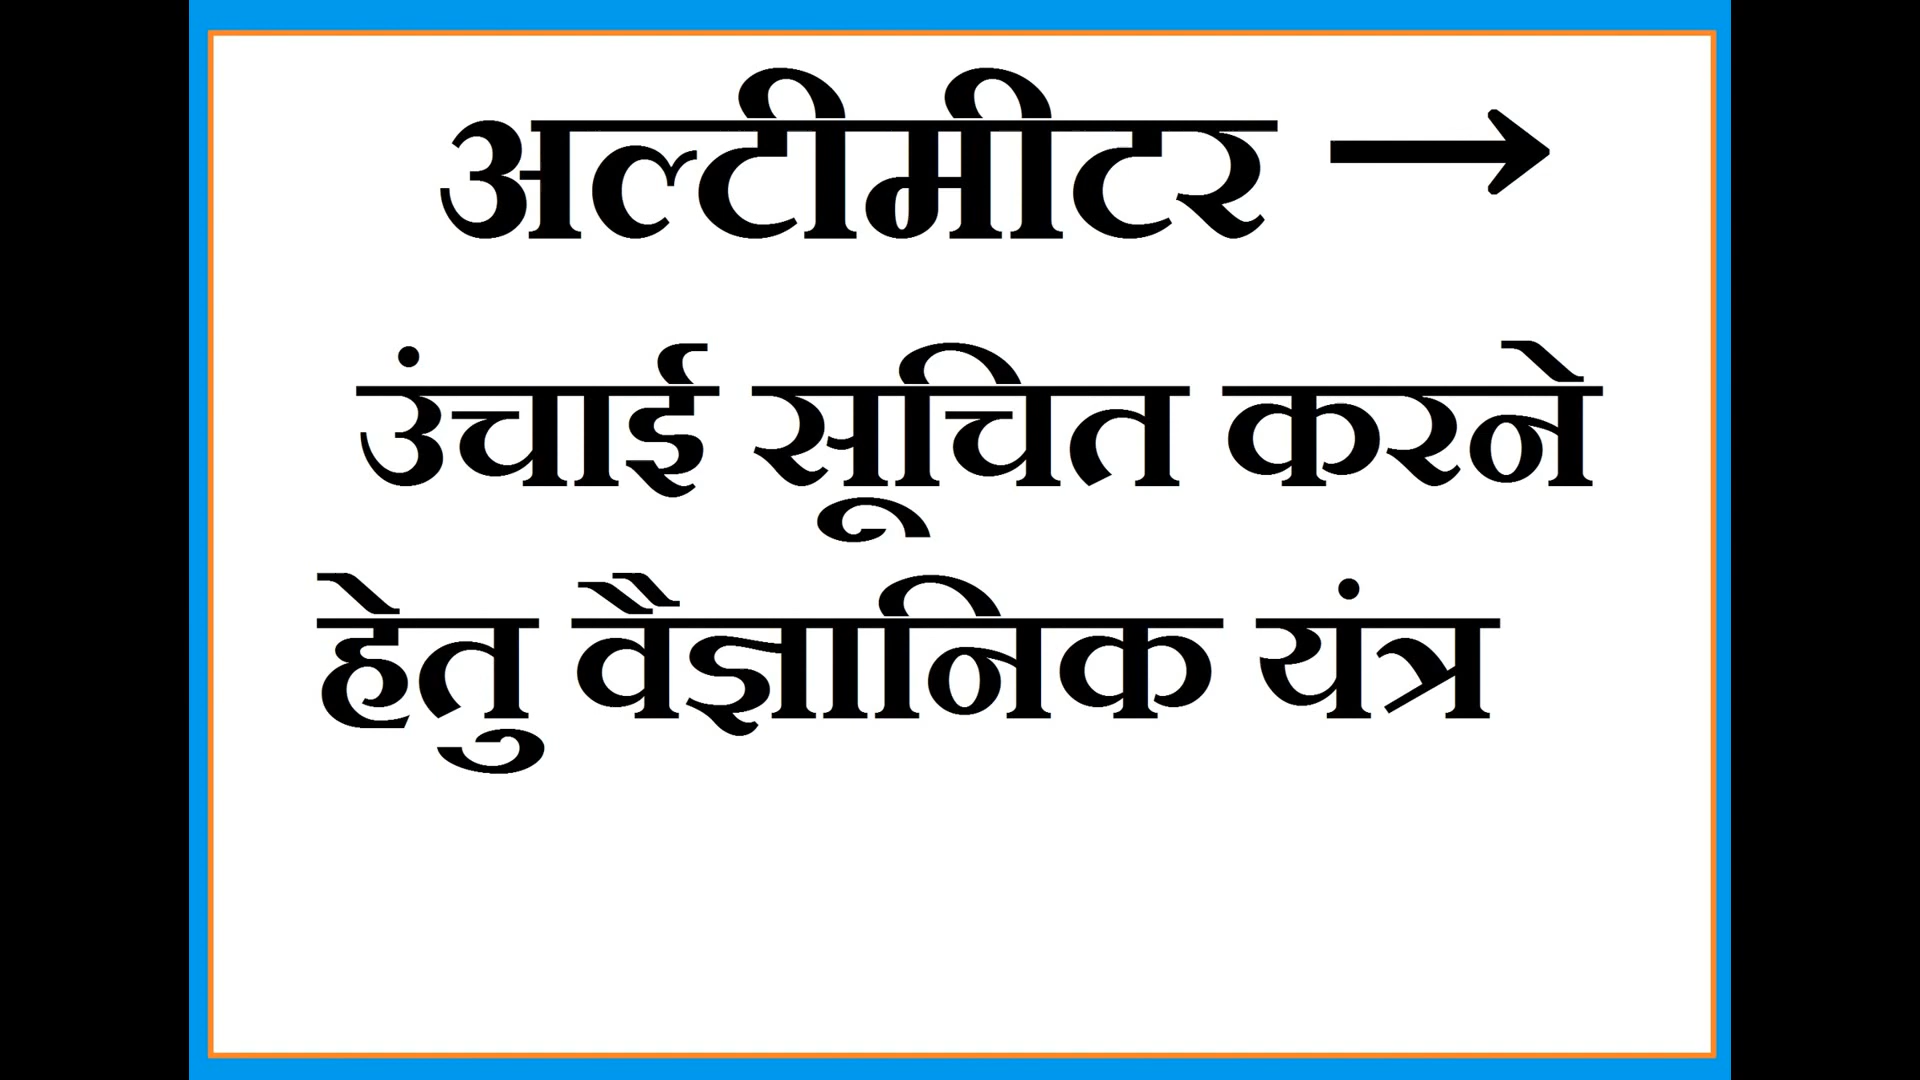 अल्टीमीटर →
उंचाई सूचित करने
हेतु वैज्ञानिक यंत्र